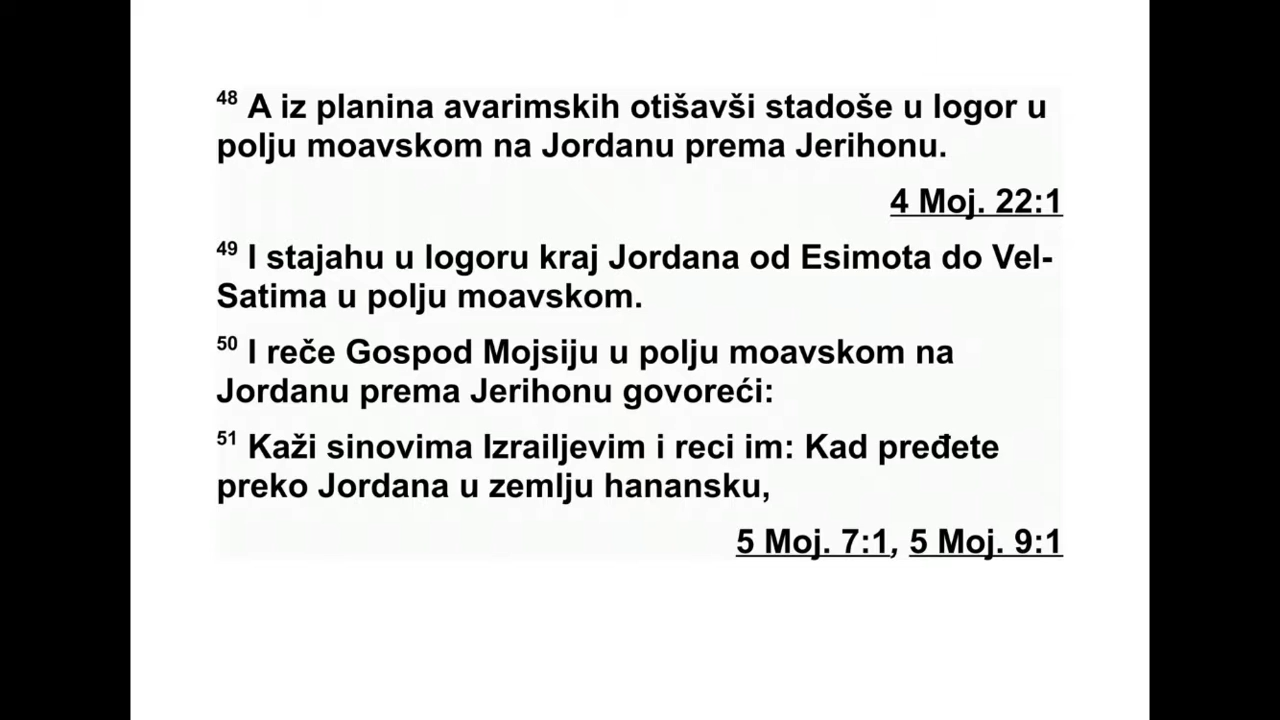 48 A iz planina avarimskih otišavši stadoše u logor u
polju moavskom na Jordanu prema Jerihonu.
4 Moj. 22:1
49 I stajahu u logoru kraj Jordana od Esimota do Vel-
Satima u polju moavskom.
50 I reče Gospod Mojsiju u polju moavskom na
Jordanu prema Jerihonu govoreći:
51 Kaži sinovima Izrailjevim i reci im: Kad pređete
preko Jordana u zemlju hanansku,
5 Moj. 7:1, 5 Moj. 9:1